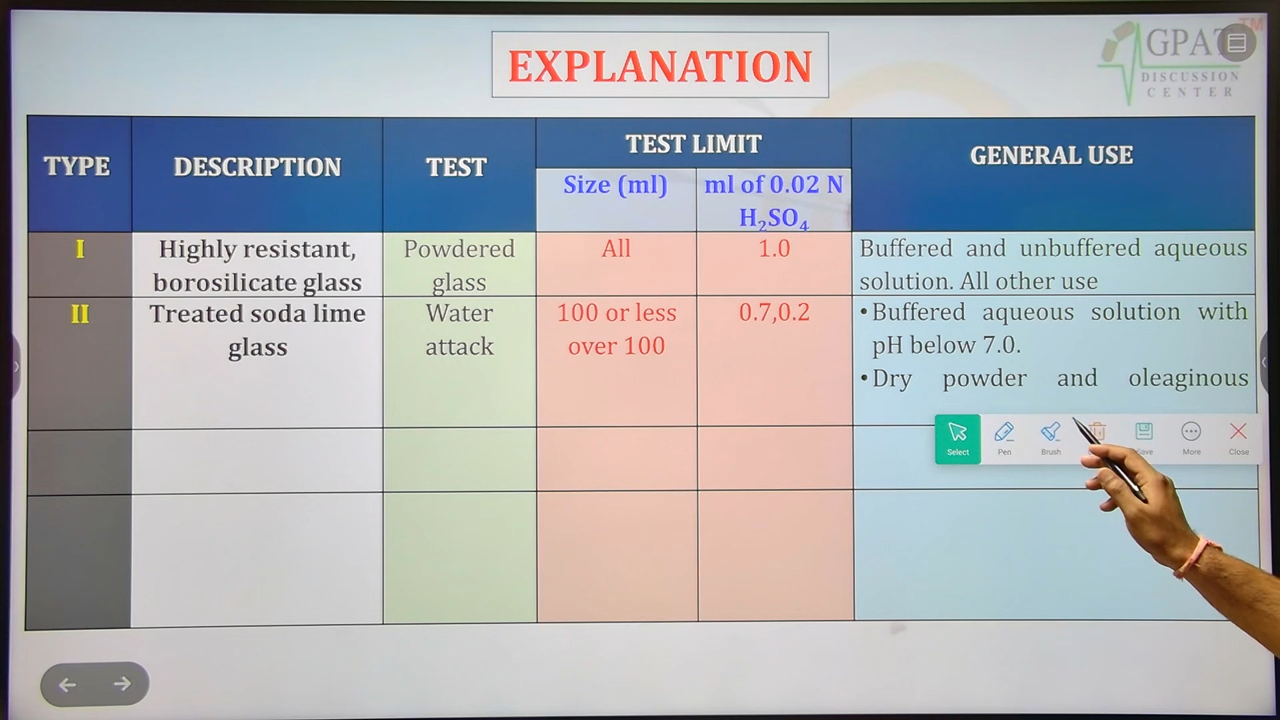 EXPLANATION
GPAT
DISCUSSION
CENTER
TYPE
DESCRIPTION
TEST
TEST LIMIT
GENERAL USE
Size (ml)
ml of 0.02 N
H₂SO₄
I
Highly resistant,
borosilicate glass
Powdered
glass
All
1.0
Buffered and unbuffered aqueous
solution. All other use
II
Treated soda lime
glass
Water
attack
100 or less
over 100
0.7,0.2
•Buffered aqueous solution with
pH below 7.0.
•Dry powder and oleaginous
Select
Pen
Brush
Save
More
Close